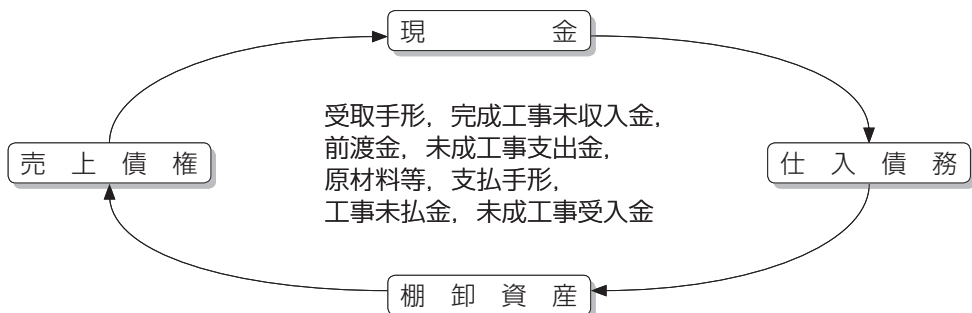 現金
受取手形，完成工事未収入金，
前渡金，未成工事支出金，
原材料等，支払手形，
工事未払金，未成工事受入金
売上債権
仕入債務
棚卸資産